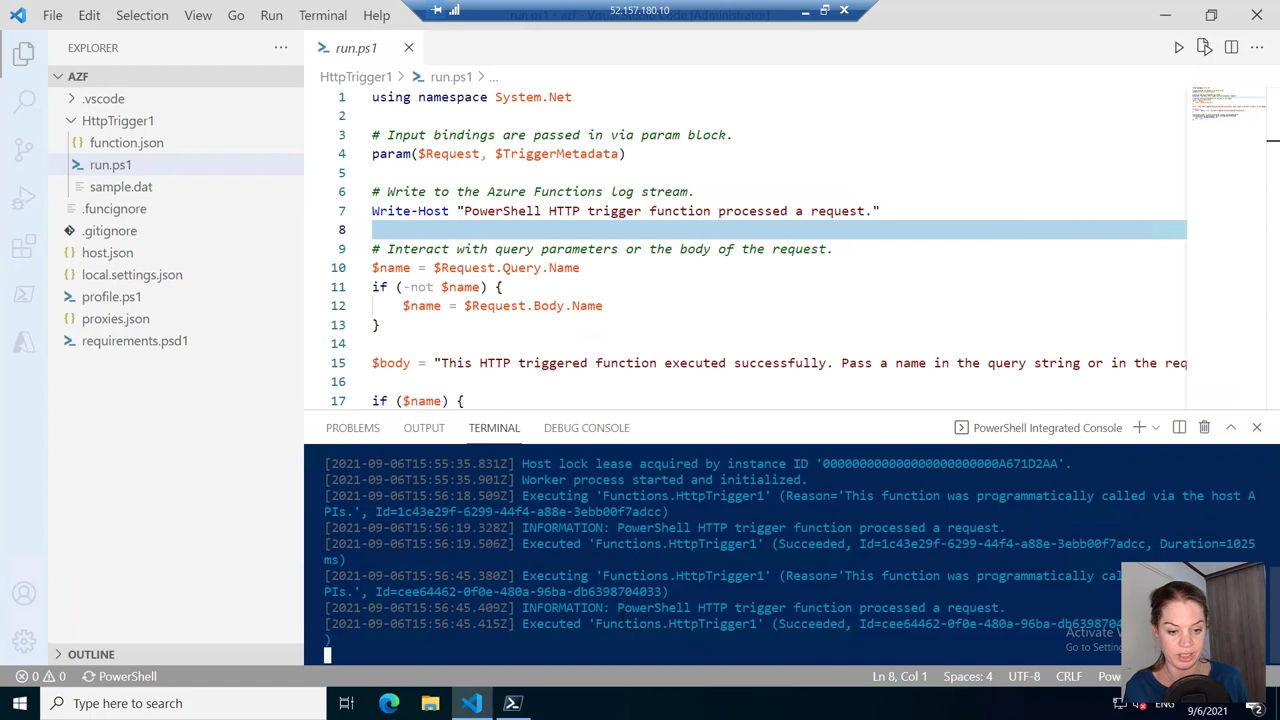 File Edit Selection View Go Run Terminal Help
52.157.180.10
EXPLORER
run.ps1
AZF
HttpTrigger1 > run.ps1 > ...
.vscode
HttpTrigger1
function.json
run.ps1
sample.dat
.funcignore
.gitignore
host.json
local.settings.json
profile.ps1
proxies.json
requirements.psd1
1 using namespace System.Net
2
3 # Input bindings are passed in via param block.
4 param($Request, $TriggerMetadata)
5
6 # Write to the Azure Functions log stream.
7 Write-Host "PowerShell HTTP trigger function processed a request."
8
9 # Interact with query parameters or the body of the request.
10 $name = $Request.Query.Name
11 if (-not $name) {
12 $name = $Request.Body.Name
13 }
14
15 $body = "This HTTP triggered function executed successfully. Pass a name in the query string or in the req
16
17 if ($name) {
PROBLEMS OUTPUT TERMINAL DEBUG CONSOLE
PowerShell Integrated Console
[2021-09-06T15:55:35.831Z] Host lock lease acquired by instance ID '000000000000000000000000A671D2AA'.
[2021-09-06T15:55:35.901Z] Worker process started and initialized.
[2021-09-06T15:56:18.509Z] Executing 'Functions.HttpTrigger1' (Reason='This function was programmatically called via the host A
PIs.', Id=1c43e29f-6299-44f4-a88e-3ebb00f7adcc)
[2021-09-06T15:56:19.328Z] INFORMATION: PowerShell HTTP trigger function processed a request.
[2021-09-06T15:56:19.506Z] Executed 'Functions.HttpTrigger1' (Succeeded, Id=1c43e29f-6299-44f4-a88e-3ebb00f7adcc, Duration=1025
ms)
[2021-09-06T15:56:45.380Z] Executing 'Functions.HttpTrigger1' (Reason='This function was programmatically
PIs.', Id=cee64462-0f0e-480a-96ba-db6398704033)
[2021-09-06T15:56:45.409Z] INFORMATION: PowerShell HTTP trigger function processed a request.
[2021-09-06T15:56:45.415Z] Executed 'Functions.HttpTrigger1' (Succeeded, Id=cee64462-0f0e-480a-96ba-db639870
)
Activate
Go to
OUTLINE
0 0 PowerShell
Ln 8, Col 1 Spaces: 4 UTF-8 CRLF
Type here to search
ENG
9/6/2021
2